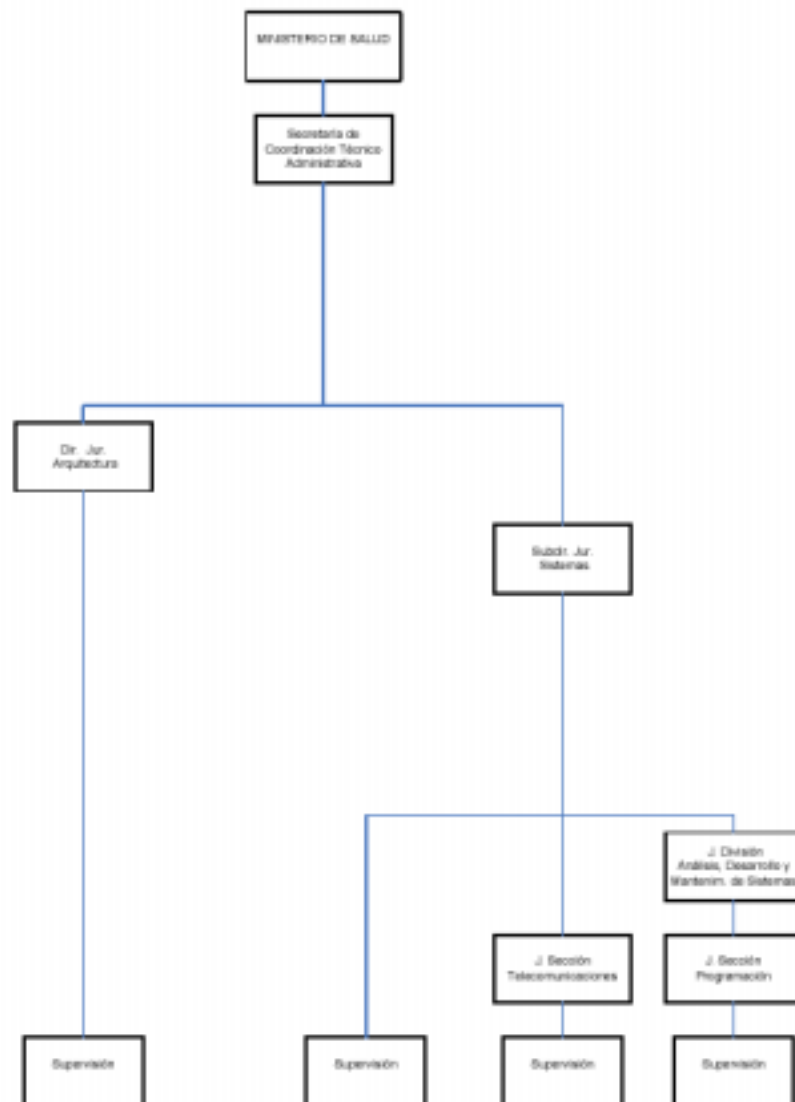 MINISTERIO DE SALUD
Secretaría de
Coordinación Técnico
Administrativa
Dir. Jur.
Arquitectura
Subdir. Jur.
Sistemas
J. División
Análisis, Desarrollo y
Mantenim. de Sistemas
J. Sección
Telecomunicaciones
J. Sección
Programación
Supervisión
Supervisión
Supervisión
Supervisión